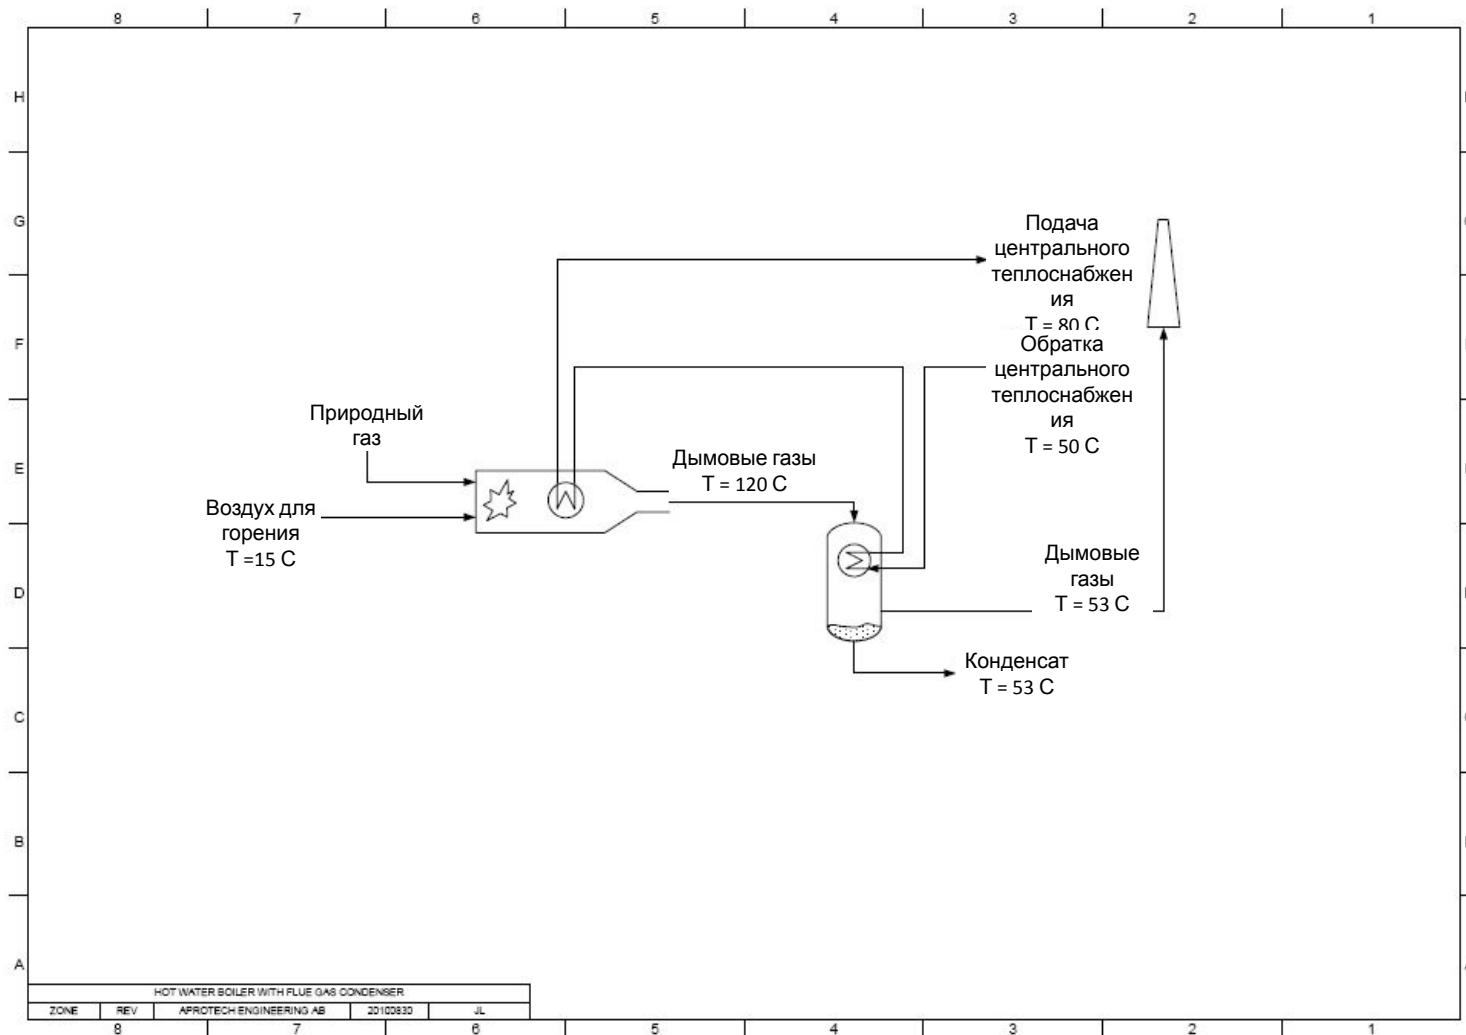 8 7 6 5 4 3 2 1
H
G
F
E
D
C
B
A
Подача
центрального
теплоснабжен
ия
T = 80 C
Обратка
центрального
теплоснабжен
ия
T = 50 C
Природный
газ
Воздух для
горения
T =15 C
Дымовые газы
T = 120 C
Дымовые
газы
T = 53 C
Конденсат
T = 53 C
HOT WATER BOILER WITH FLUE GAS CONDENSER
ZONE REV APROTECH ENGINEERING AB 20100830 JL
8 7 6 5 4 3 2 1